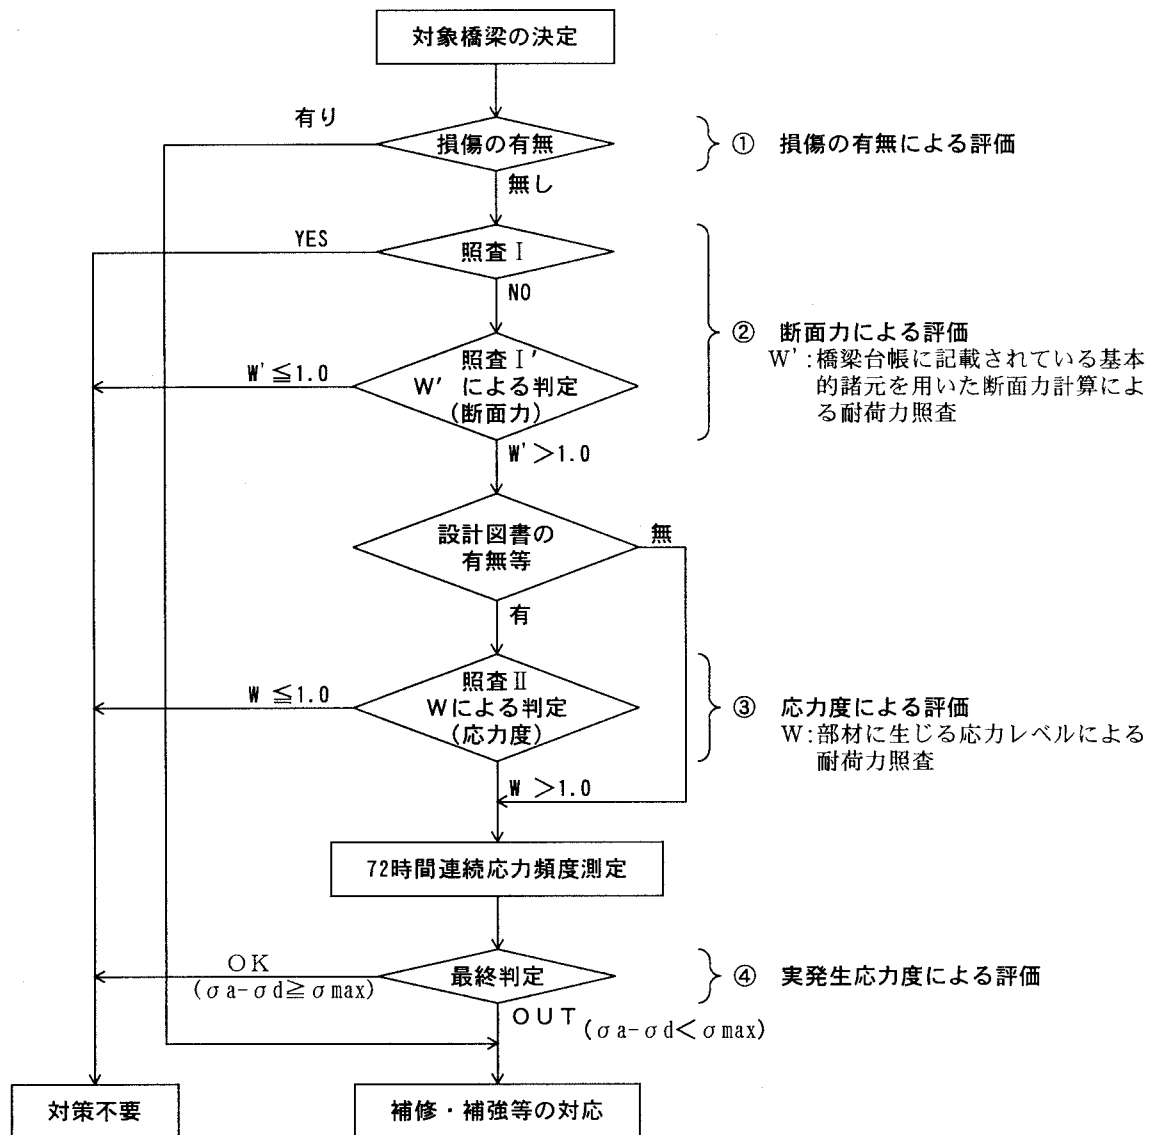 対象橋梁の決定
有り
損傷の有無
① 損傷の有無による評価
無し
YES
照査Ⅰ
NO
② 断面力による評価
W':橋梁台帳に記載されている基本
的諸元を用いた断面力計算によ
る耐荷力照査
W'≦1.0
照査Ⅰ'
W' による判定
(断面力)
W'>1.0
設計図書の
有無等
無
有
W ≦1.0
照査Ⅱ
Wによる判定
(応力度)
③ 応力度による評価
W:部材に生じる応力レベルによる
耐荷力照査
W >1.0
72時間連続応力頻度測定
OK
(σa-σd≧σmax)
最終判定
④ 実発生応力度による評価
OUT
(σa-σd<σmax)
対策不要
補修・補強等の対応